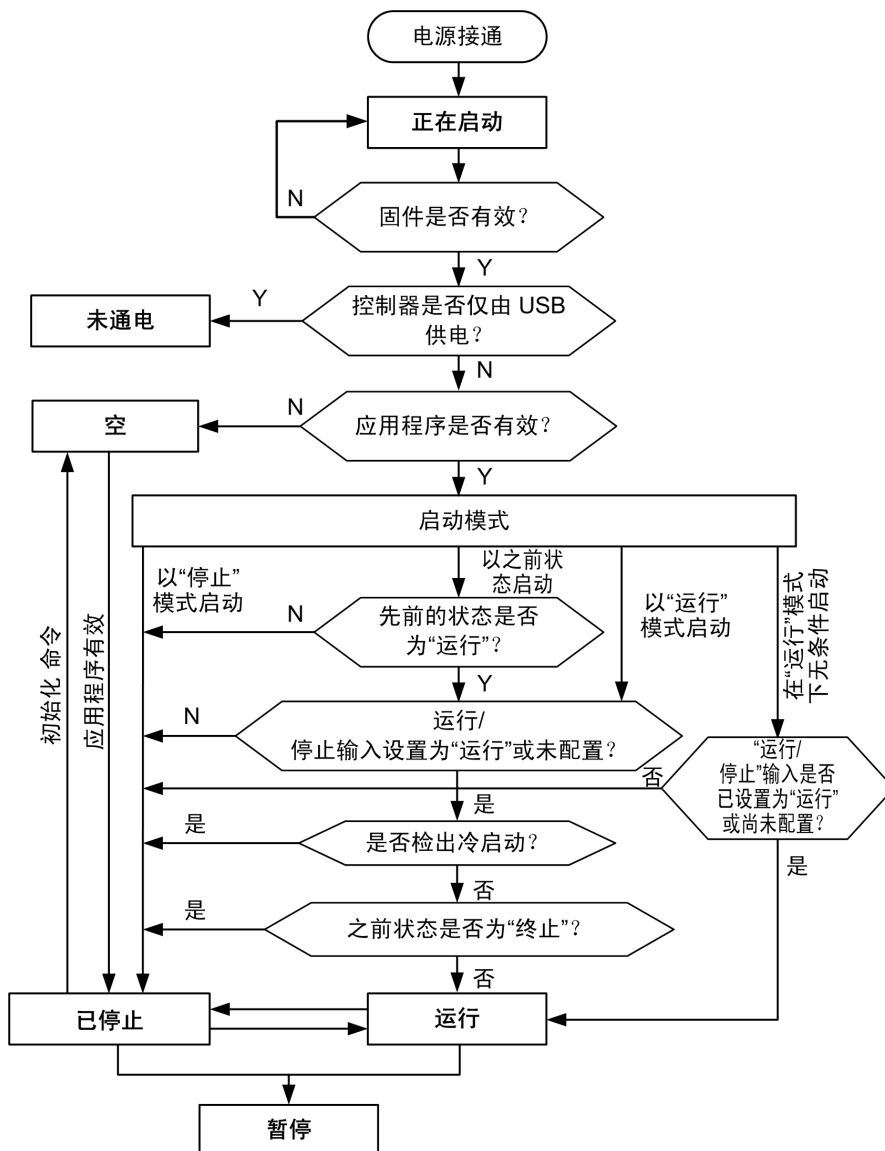 电源接通
正在启动
N
固件是否有效？
Y
控制器是否仅由 USB
供电？
Y
未通电
N
应用程序是否有效？
N
空
Y
启动模式
以“停止”
模式启动
以之前状
态启动
以“运行”
模式启动
在“运行”模式
下无条件启动
初始化 命令
应用程序有效
先前的状态是否
为“运行”？
N
Y
运行/
停止输入设置为“运行”或未配置？
N
“运行/
停止”输入是否
已设置为“运行”
或尚未配置？
否
是
是否检出冷启动？
是
是
否
之前状态是否为“终止”？
是
否
已停止
运行
暂停